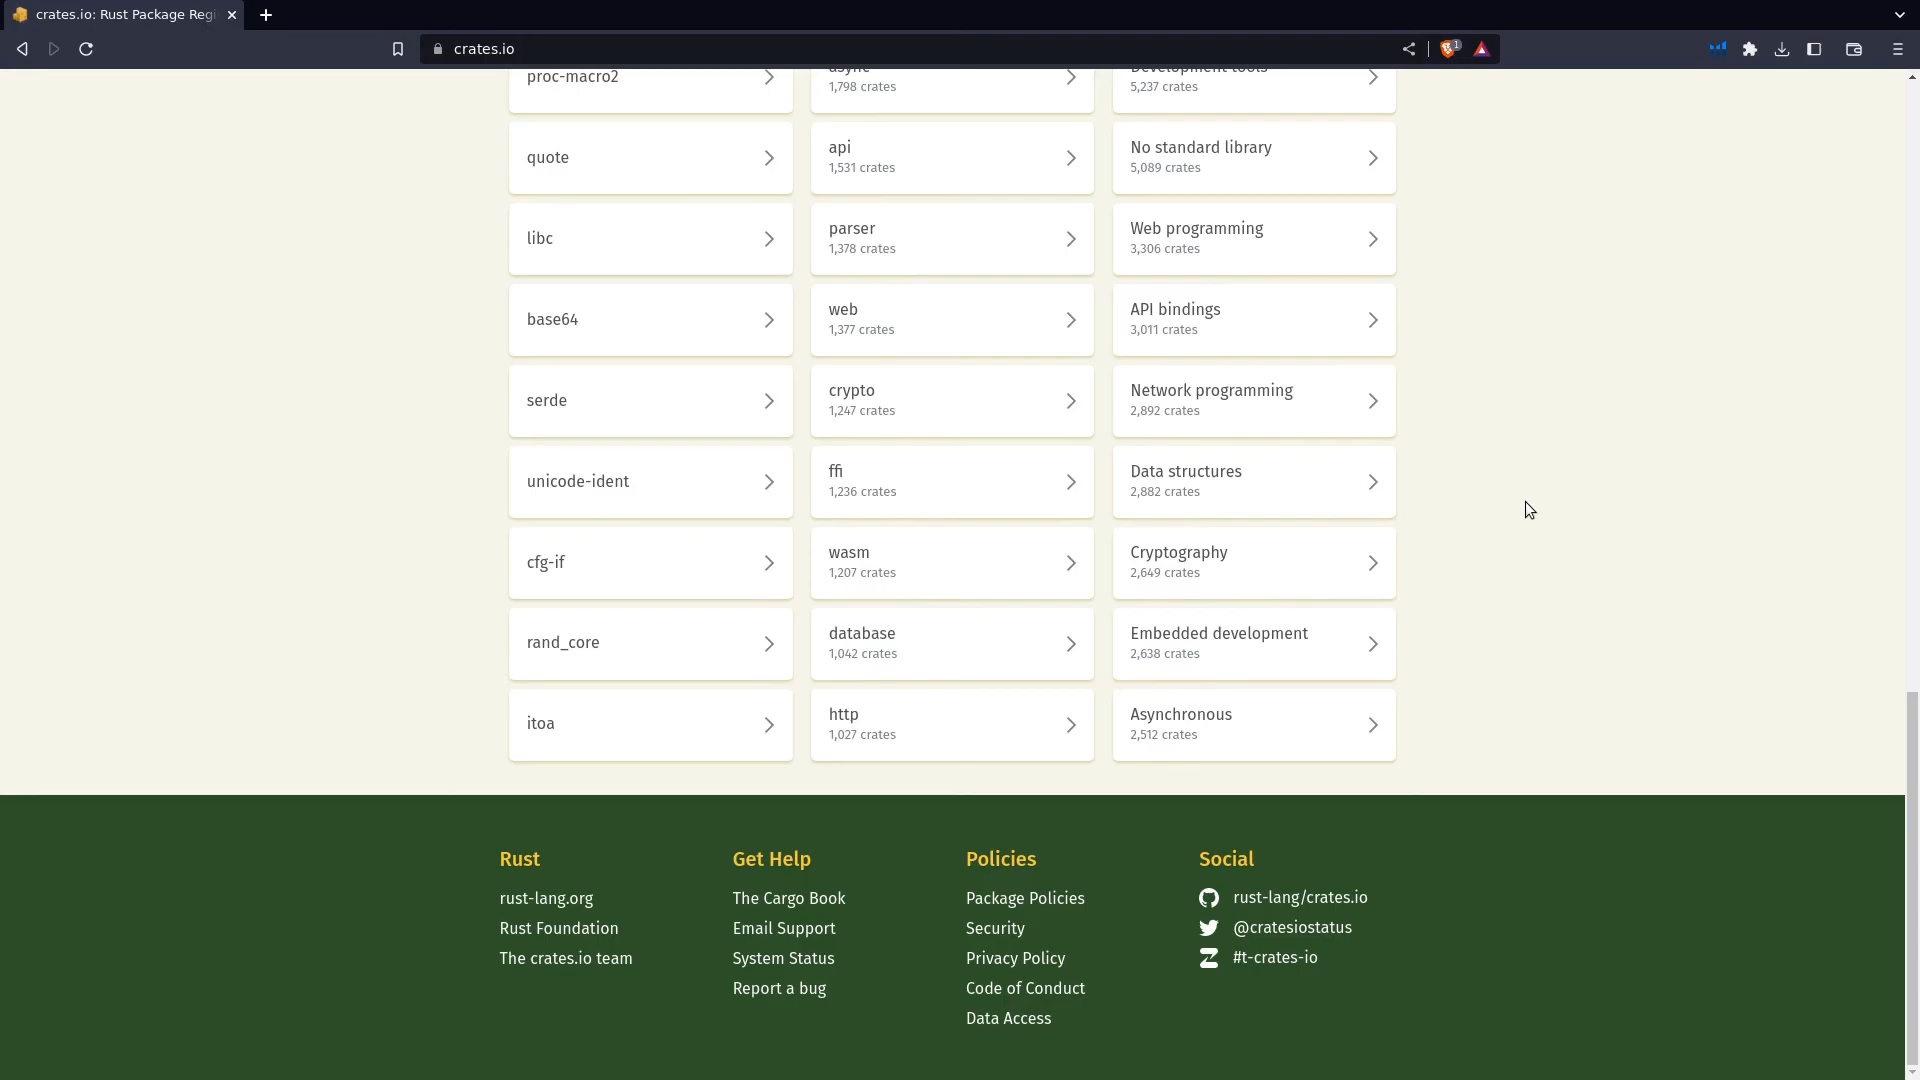 crates.io: Rust Package Regi
crates.io
1
proc-macro2
quote
libc
base64
serde
unicode-ident
cfg-if
rand_core
itoa
async
1,798 crates
api
1,531 crates
parser
1,378 crates
web
1,377 crates
crypto
1,247 crates
ffi
1,236 crates
wasm
1,207 crates
database
1,042 crates
http
1,027 crates
Development tools
5,237 crates
No standard library
5,089 crates
Web programming
3,306 crates
API bindings
3,011 crates
Network programming
2,892 crates
Data structures
2,882 crates
Cryptography
2,649 crates
Embedded development
2,638 crates
Asynchronous
2,512 crates
Rust
rust-lang.org
Rust Foundation
The crates.io team
Get Help
The Cargo Book
Email Support
System Status
Report a bug
Policies
Package Policies
Security
Privacy Policy
Code of Conduct
Data Access
Social
rust-lang/crates.io
@cratesiostatus
#t-crates-io